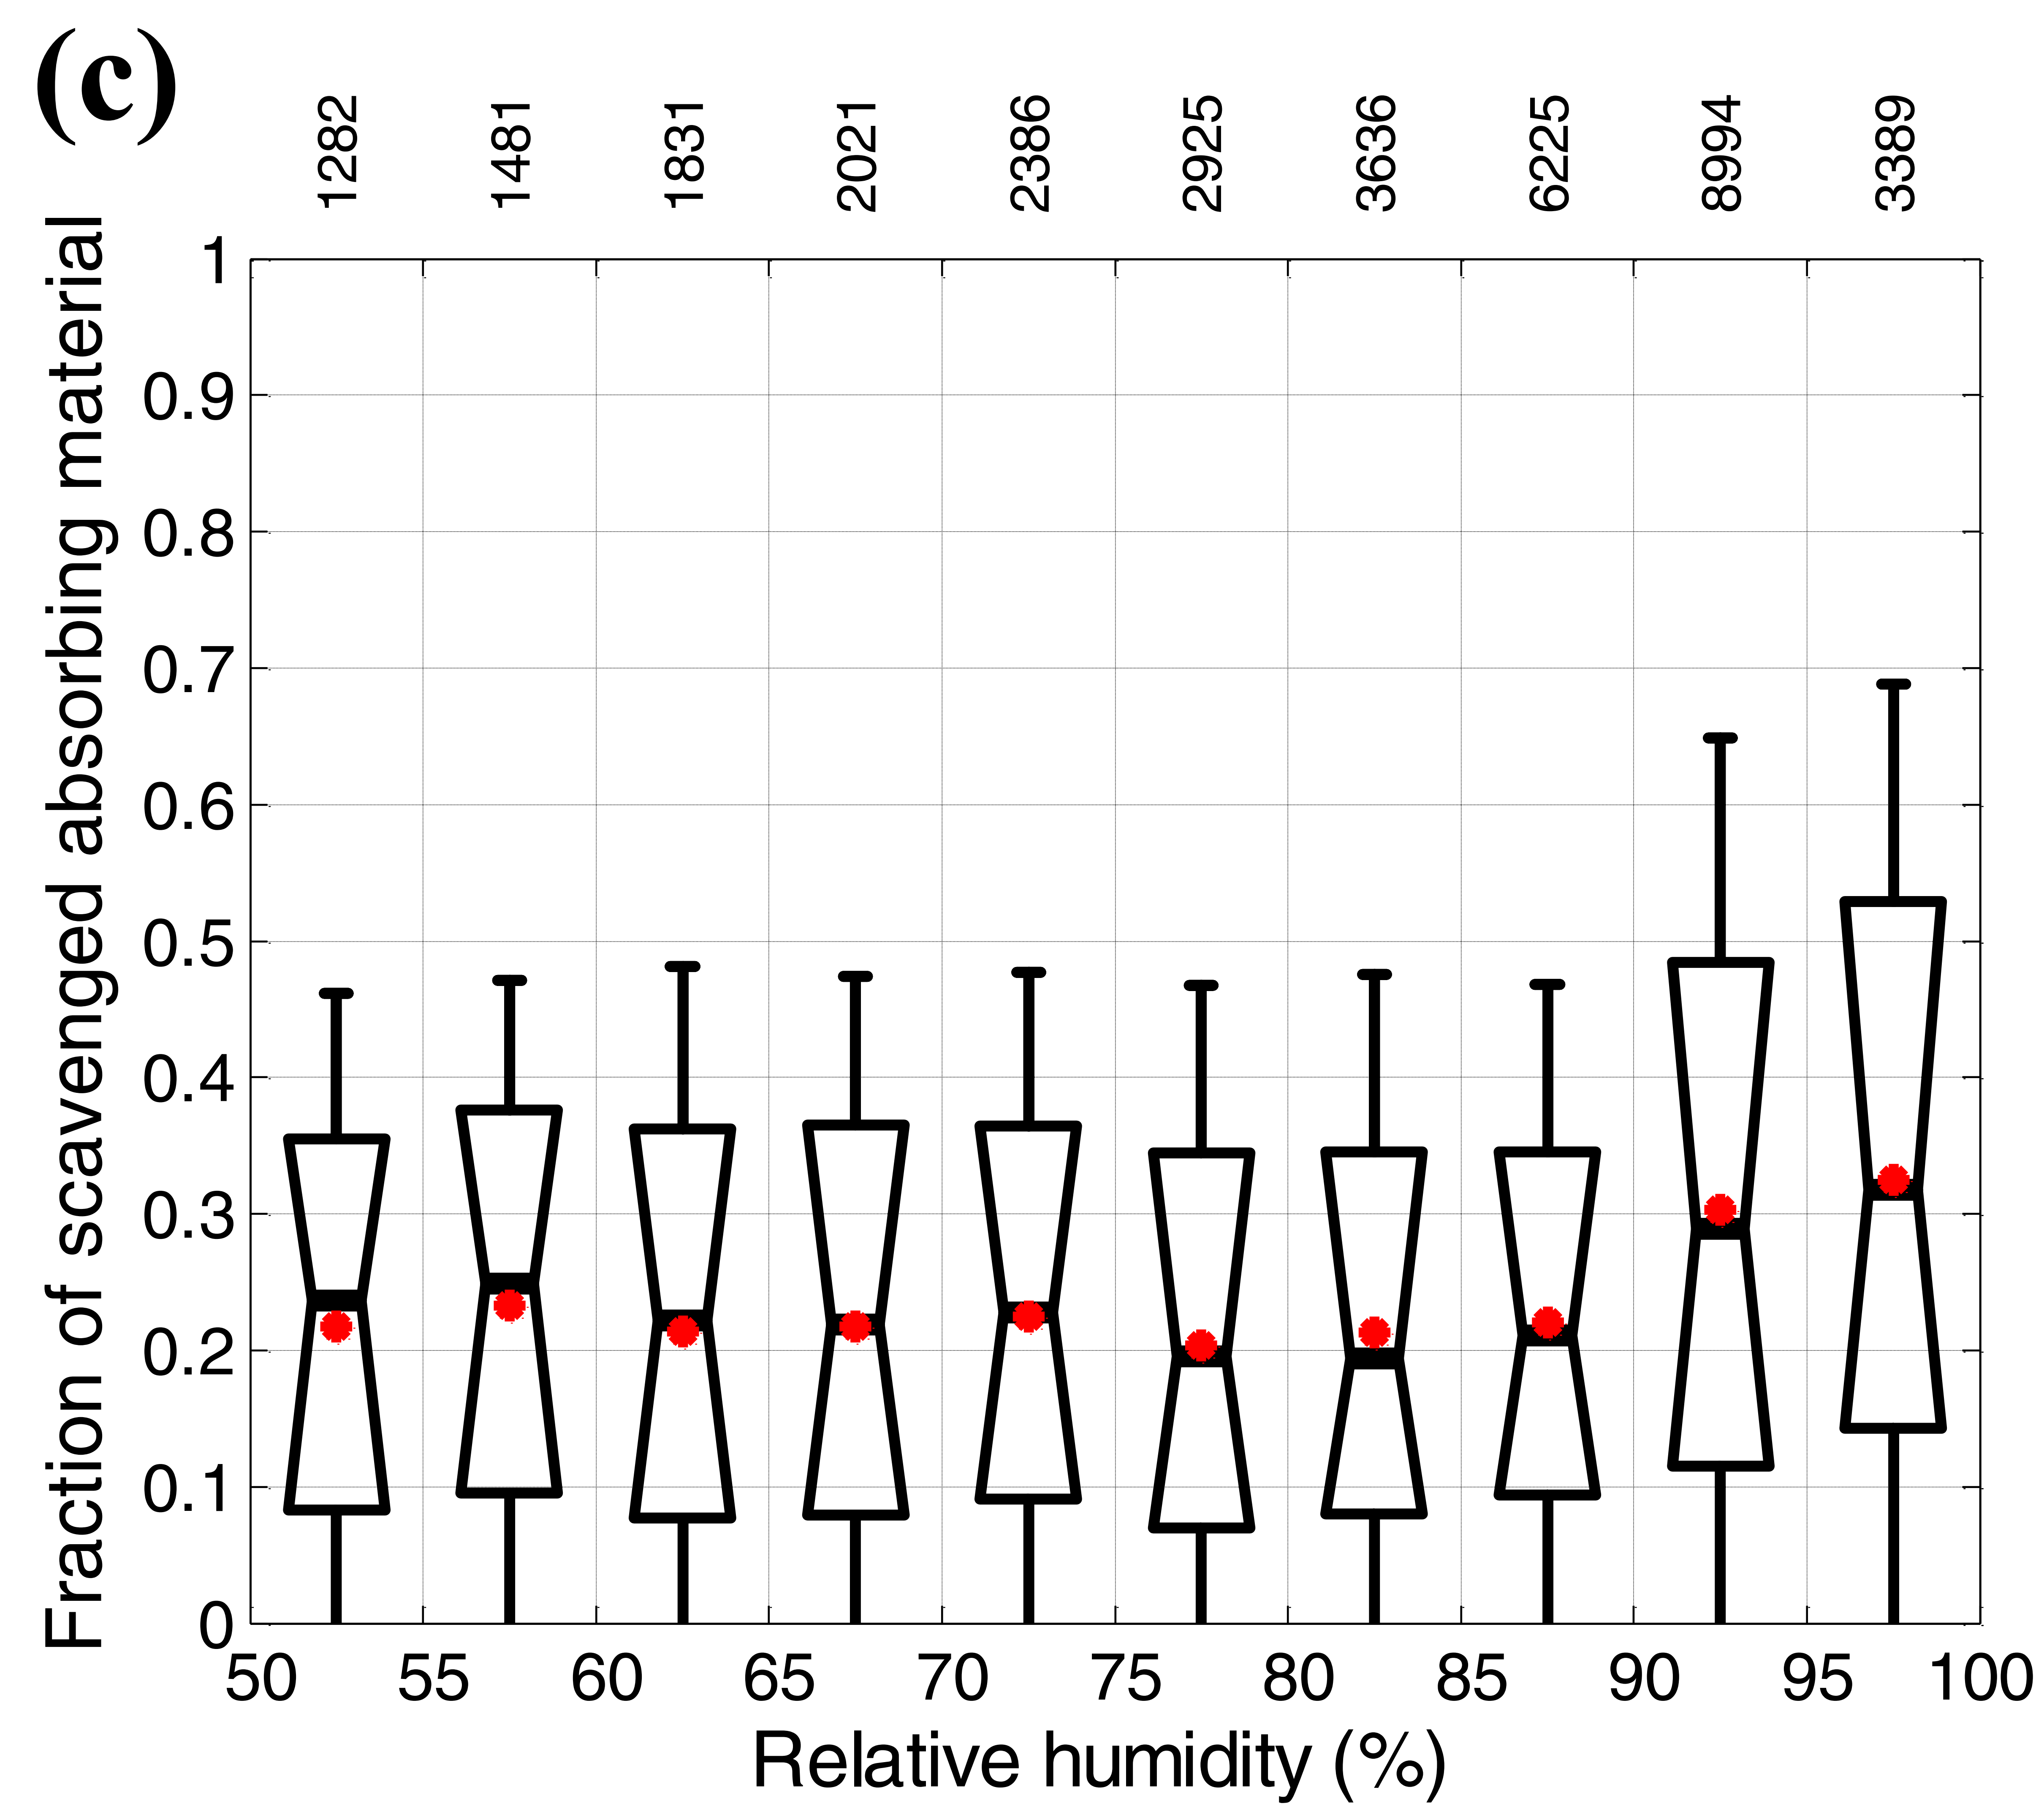 (c)
1282 1481 1831 2021 2386 2925 3636 6225 8994 3389
Fraction of scavenged absorbing material
1
0.9
0.8
0.7
0.6
0.5
0.4
0.3
0.2
0.1
0
50 55 60 65 70 75 80 85 90 95 100
Relative humidity (%)